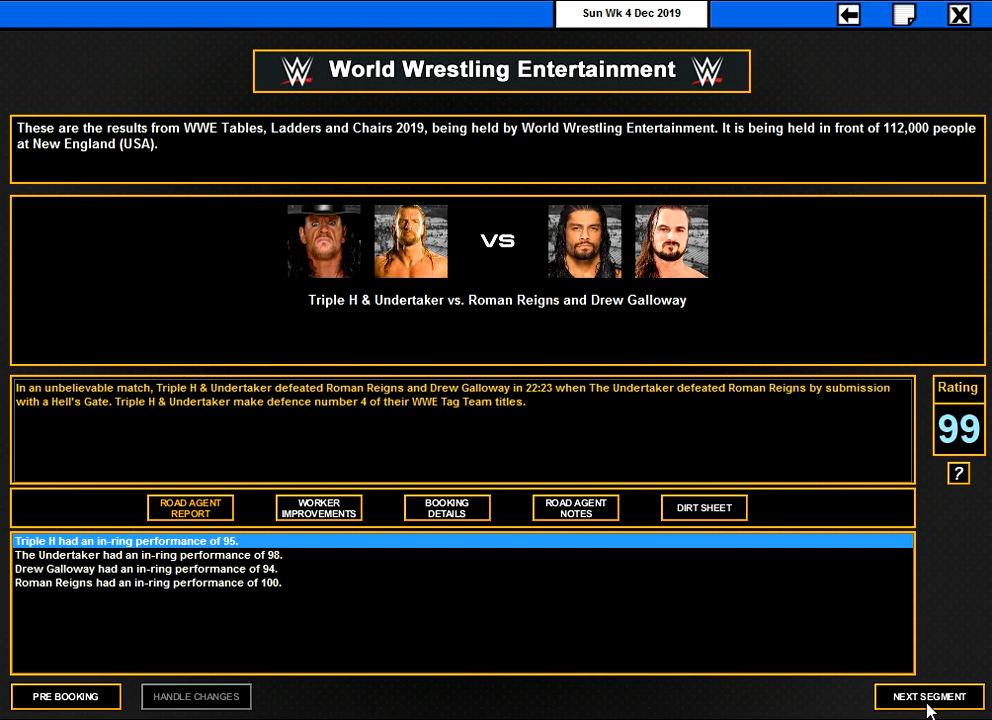 Sun Wk 4 Dec 2019
X
World Wrestling Entertainment
These are the results from WWE Tables, Ladders and Chairs 2019, being held by World Wrestling Entertainment. It is being held in front of 112,000 people
at New England (USA).
VS
Triple H & Undertaker vs. Roman Reigns and Drew Galloway
In an unbelievable match, Triple H & Undertaker defeated Roman Reigns and Drew Galloway in 22:23 when The Undertaker defeated Roman Reigns by submission
with a Hell's Gate. Triple H & Undertaker make defence number 4 of their WWE Tag Team titles.
Rating
99
?
ROAD AGENT
REPORT
WORKER
IMPROVEMENTS
BOOKING
DETAILS
ROAD AGENT
NOTES
DIRT SHEET
Triple H had an in-ring performance of 95.
The Undertaker had an in-ring performance of 98.
Drew Galloway had an in-ring performance of 94.
Roman Reigns had an in-ring performance of 100.
PRE BOOKING
HANDLE CHANGES
NEXT SEGMENT